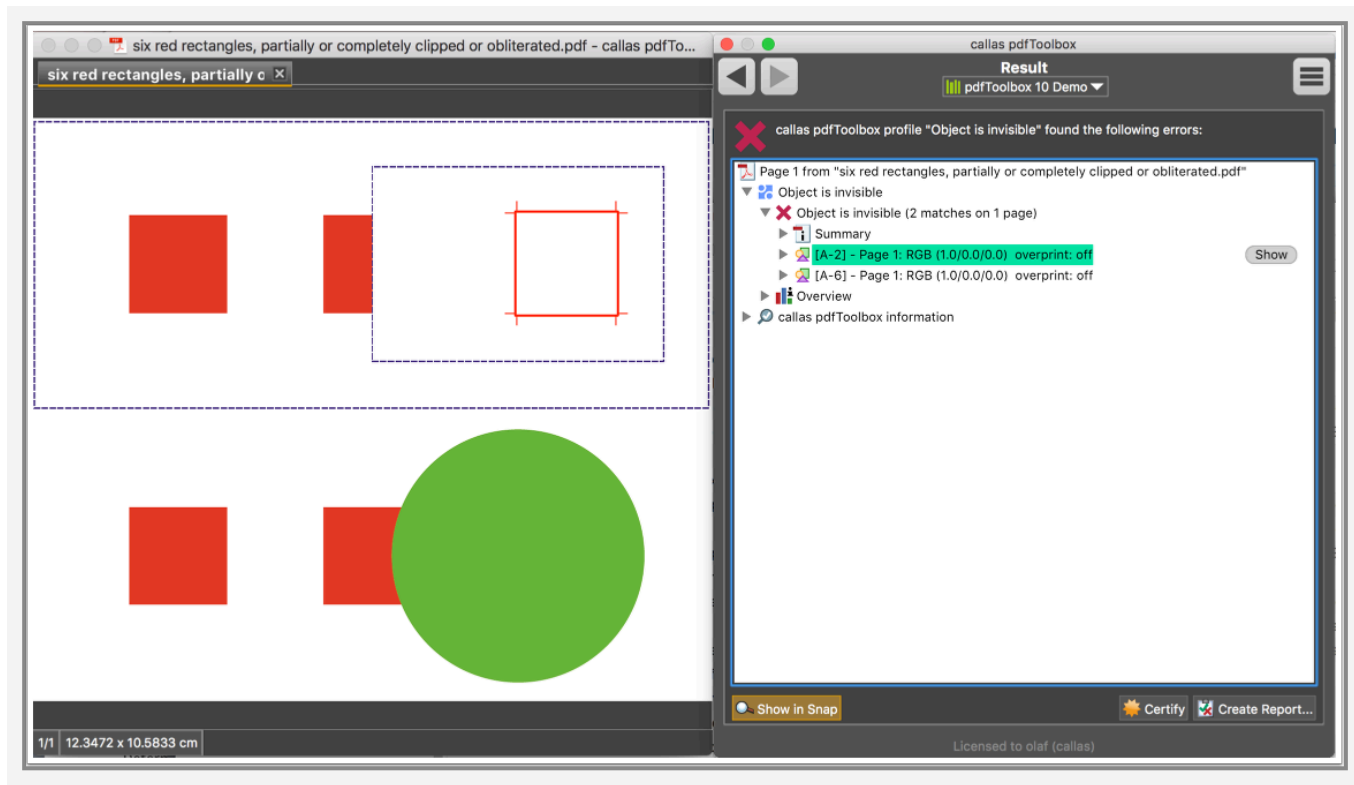 six red rectangles, partially or completely clipped or obliterated.pdf - callas pdfTo...
six red rectangles, partially c
1/1 12.3472 x 10.5833 cm
callas pdfToolbox
Result
pdfToolbox 10 Demo
callas pdfToolbox profile "Object is invisible" found the following errors:
Page 1 from "six red rectangles, partially or completely clipped or obliterated.pdf"
Object is invisible
Object is invisible (2 matches on 1 page)
Summary
[A-2] - Page 1: RGB (1.0/0.0/0.0) overprint: off
Show
[A-6] - Page 1: RGB (1.0/0.0/0.0) overprint: off
Overview
callas pdfToolbox information
Show in Snap
Certify
Create Report...
Licensed to olaf (callas)